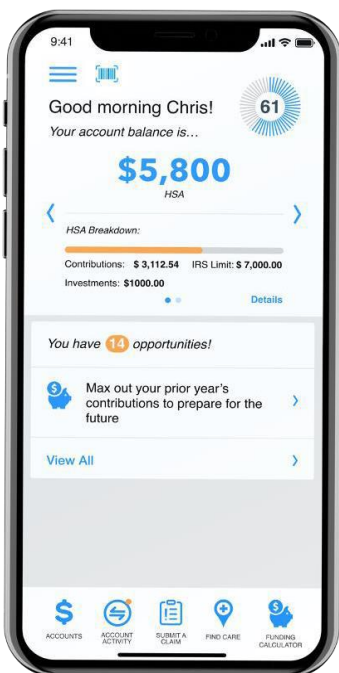 9:41
Good morning Chris!
61
Your account balance is...
$5,800
HSA
HSA Breakdown:
Contributions: $ 3,112.54 IRS Limit: $ 7,000.00
Investments: $1000.00
Details
You have 14 opportunities!
$
Max out your prior year's
contributions to prepare for the
future
View All
$
$
ACCOUNTS
ACCOUNT
ACTIVITY
SUBMIT A
CLAIM
FIND CARE
FUNDING
CALCULATOR